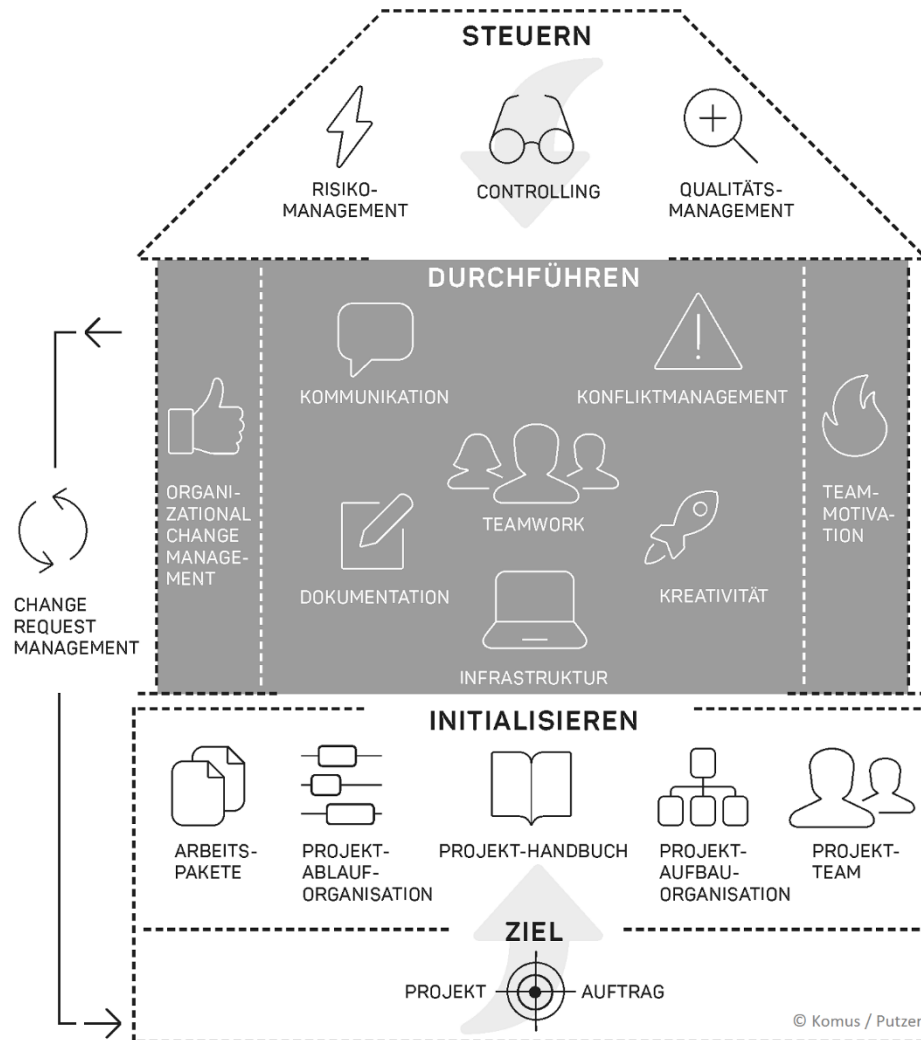 STEUERN
RISIKO-
MANAGEMENT
CONTROLLING
QUALITÄTS-
MANAGEMENT
DURCHFÜHREN
KOMMUNIKATION
KONFLIKTMANAGEMENT
ORGANI-
ZATIONAL
CHANGE
MANAGE-
MENT
TEAMWORK
TEAM-
MOTIVA-
TION
DOKUMENTATION
KREATIVITÄT
INFRASTRUKTUR
CHANGE
REQUEST
MANAGEMENT
INITIALISIEREN
ARBEITS-
PAKETE
PROJEKT-
ABLAUF-
ORGANISATION
PROJEKT-HANDBUCH
PROJEKT-
AUFBAU-
ORGANISATION
PROJEKT-
TEAM
ZIEL
PROJEKT AUFTRAG
© Komus / Putzer